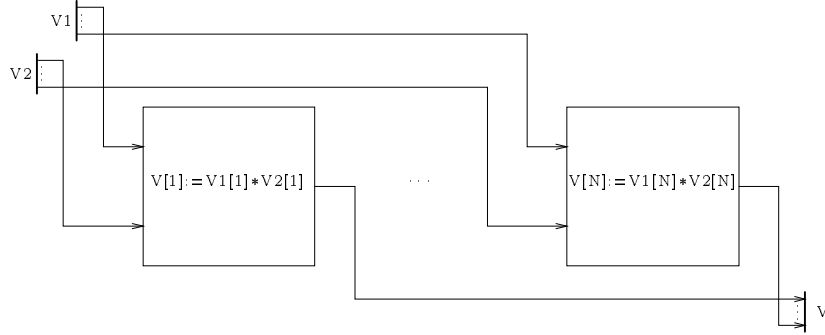 V1
V2
V[1]:=V1[1]*V2[1]
. . .
V[N]:=V1[N]*V2[N]
V